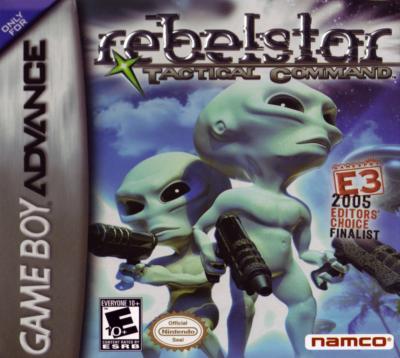 ONLY
FOR
GAME BOY ADVANCE
rebelstar
TACTICAL COMMAND
E3
2005
EDITORS'
CHOICE
FINALIST
EVERYONE 10+
E
10+
CONTENT RATED BY
ESRB
Official
Nintendo
Seal
namco